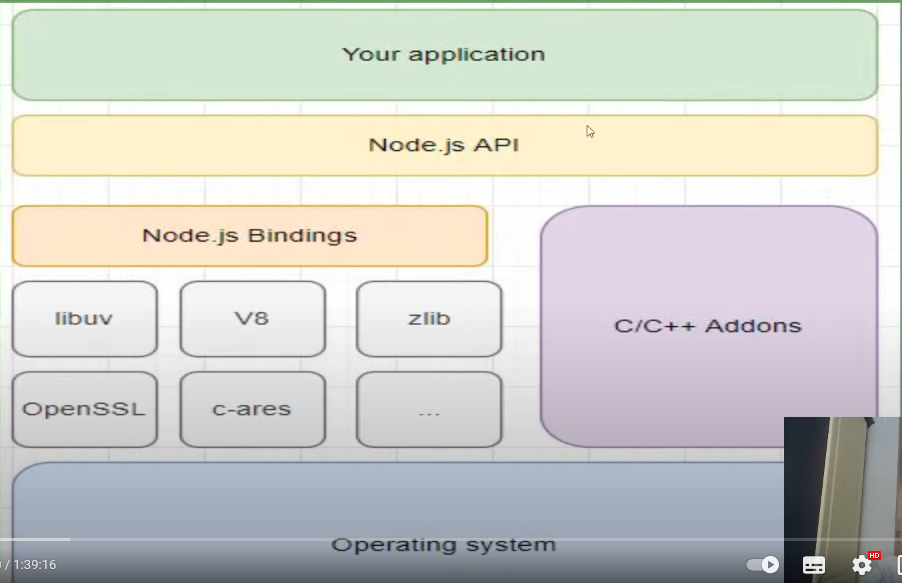 Your application
Node.js API
Node.js Bindings
libuv
V8
zlib
C/C++ Addons
OpenSSL
c-ares
...
Operating system
/ 1:39:16
HD